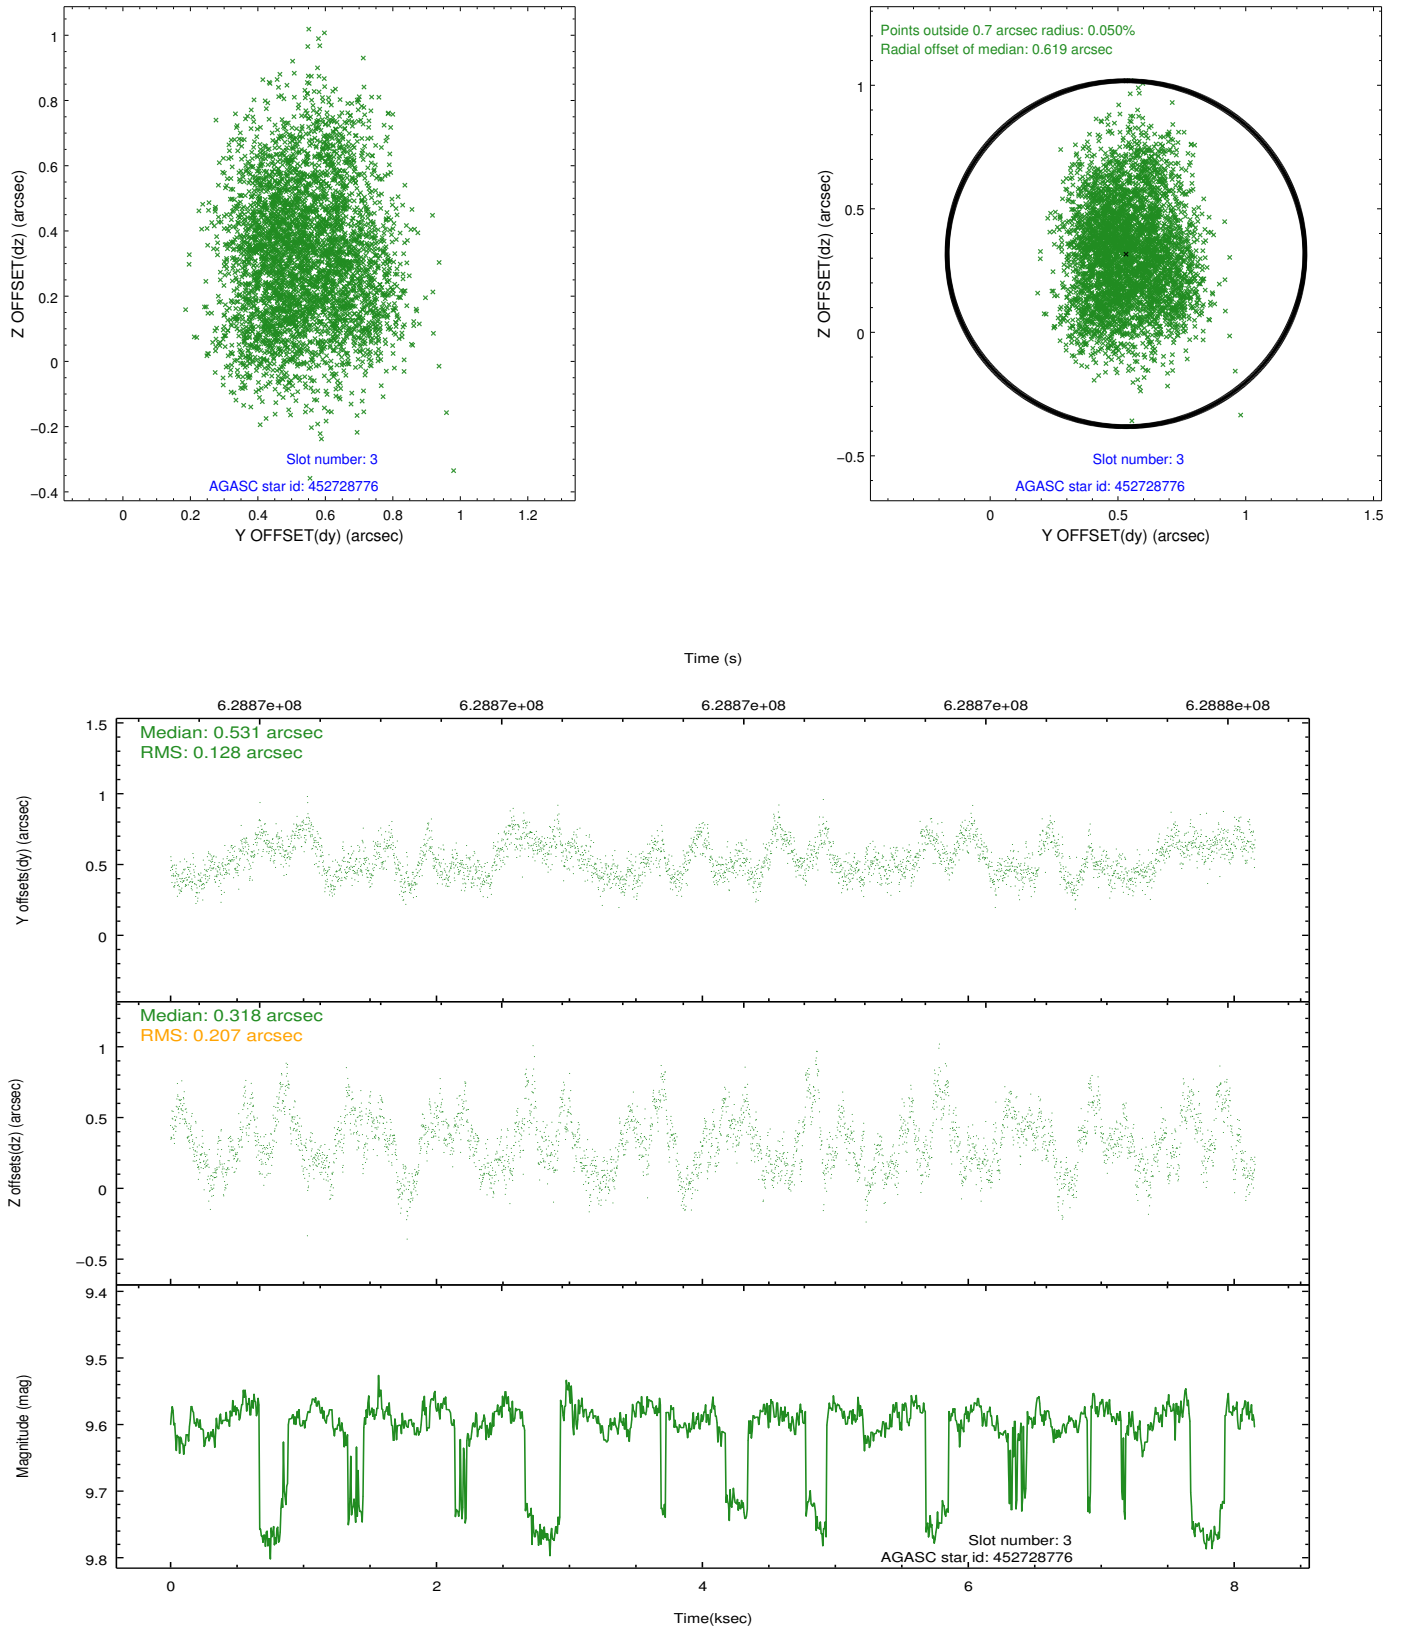 1
0.8
0.6
0.4
0.2
0
−0.2
−0.4
Z OFFSET(dz) (arcsec)
Slot number: 3
AGASC star id: 452728776
0 0.2 0.4 0.6 0.8 1 1.2
Y OFFSET(dy) (arcsec)
Points outside 0.7 arcsec radius: 0.050%
Radial offset of median: 0.619 arcsec
1
0.5
0
−0.5
Z OFFSET(dz) (arcsec)
Slot number: 3
AGASC star id: 452728776
0 0.5 1 1.5
Y OFFSET(dy) (arcsec)
Time (s)
6.2887e+08 6.2887e+08 6.2887e+08 6.2887e+08 6.2888e+08
Median: 0.531 arcsec
RMS: 0.128 arcsec
1.5
1
0.5
0
Y offsets(dy) (arcsec)
Median: 0.318 arcsec
RMS: 0.207 arcsec
1
0.5
0
−0.5
Z offsets(dz) (arcsec)
9.4
9.5
9.6
9.7
9.8
Magnitude (mag)
Slot number: 3
AGASC star id: 452728776
0 2 4 6 8
Time(ksec)